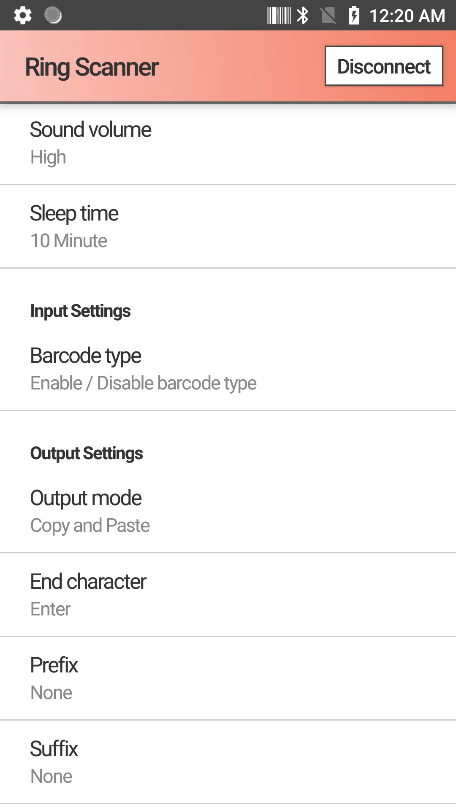 12:20 AM
Ring Scanner
Disconnect
Sound volume
High
Sleep time
10 Minute
Input Settings
Barcode type
Enable / Disable barcode type
Output Settings
Output mode
Copy and Paste
End character
Enter
Prefix
None
Suffix
None